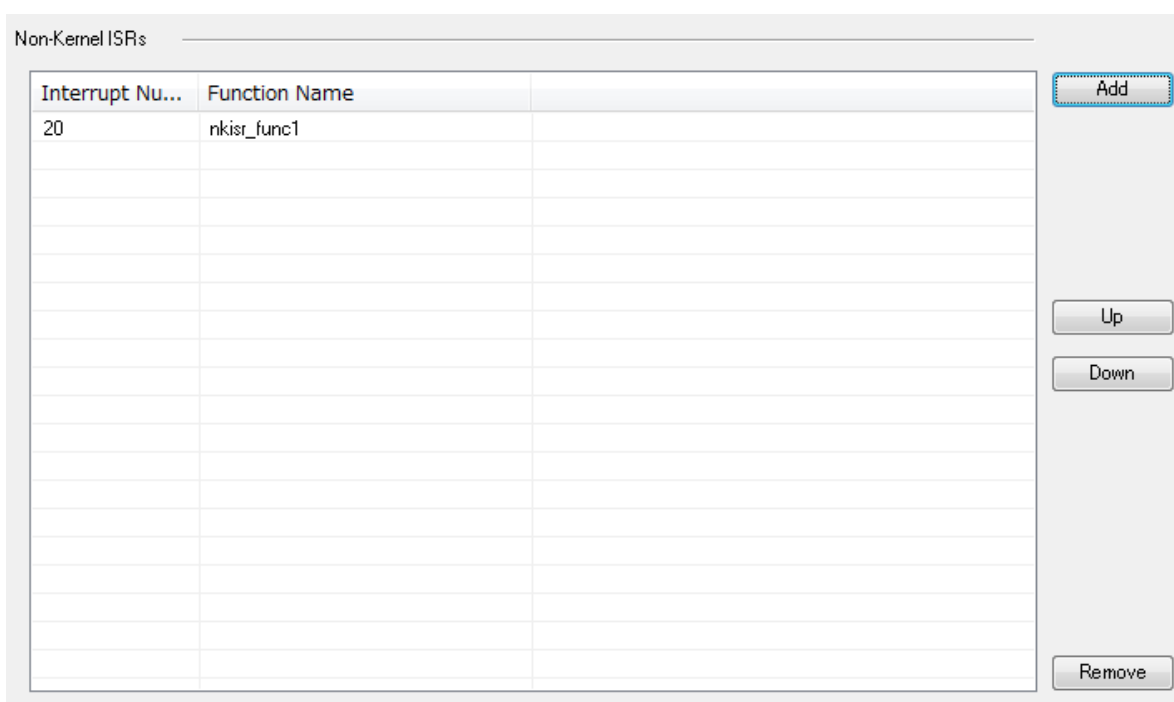 Non-Kernel ISRs
Interrupt Nu... Function Name
Add
20 nkisr_func1
Up
Down
Remove